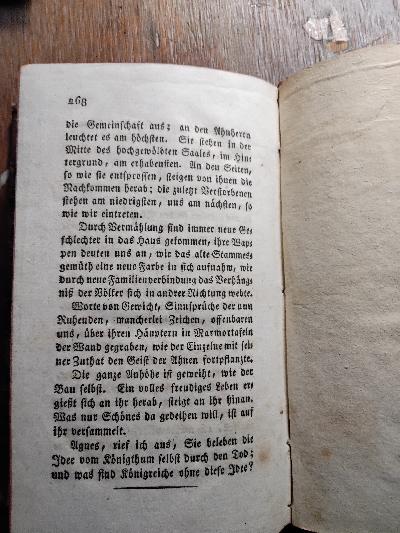 268
die Gemeinschaft aus; an den Ahnherrn
leuchtet es am höchsten. Sie stehen in der
Mitte des hochgewölbten Saales, im Hin-
tergrund, am erhabensten. An den Seiten,
so wie sie entsprossen, steigen von ihnen die
Nachkommen herab; die zuletzt Verstorbenen
stehen am niedrigsten, uns am nächsten, so
wie wir eintreten.
Durch Vermählung sind immer neue Ge-
schlechter in das Haus gekommen, ihre Wap-
pen deuten uns an, wie das alte Stammes-
gemüth eine neue Farbe in sich aufnahm, wie
durch neue Familienverbindung das Verhäng-
niß der Völker sich in andrer Richtung webte.
Worte von Gewicht, Sinnsprüche der nun
Ruhenden, mancherlei Zeichen, offenbaren
uns, über ihren Häuptern in Marmortafeln
der Wand gegraben, wie der Einzelne mit sei-
ner Zuthat den Geist der Ahnen fortpflanzte.
Die ganze Anhöhe ist geweiht, wie der
Bau selbst. Ein volles freudiges Leben er-
gießt sich an ihr herab, steigt an ihr hinan.
Was nur Schönes da gedeihen will, ist auf
ihr versammelt.
Agnes, rief ich aus, Sie beleben die
Idee vom Königthum selbst durch den Tod;
und was sind Königreiche ohne diese Idee?